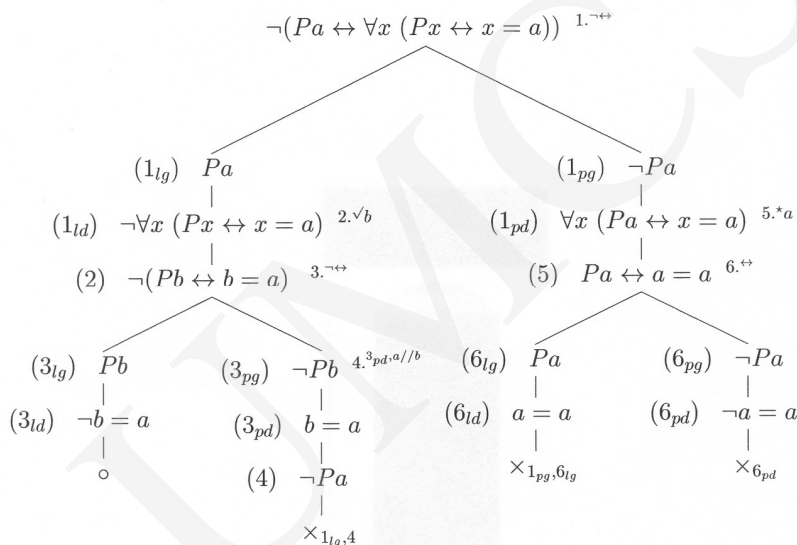 ¬(Pa ↔ ∀x (Px ↔ x = a)) 1.¬↔
(1lg) Pa (1pg) ¬Pa
(1ld) ¬∀x (Px ↔ x = a) 2.√b (1pd) ∀x (Pa ↔ x = a) 5.⋆a
(2) ¬(Pb ↔ b = a) 3.¬↔ (5) Pa ↔ a = a 6.↔
(3lg) Pb (3pg) ¬Pb 4.3pd,a//b (6lg) Pa (6pg) ¬Pa
(3ld) ¬b = a (3pd) b = a (6ld) a = a (6pd) ¬a = a
∘ (4) ¬Pa ×1pg,6lg ×6pd
×1lg,4
UMCS